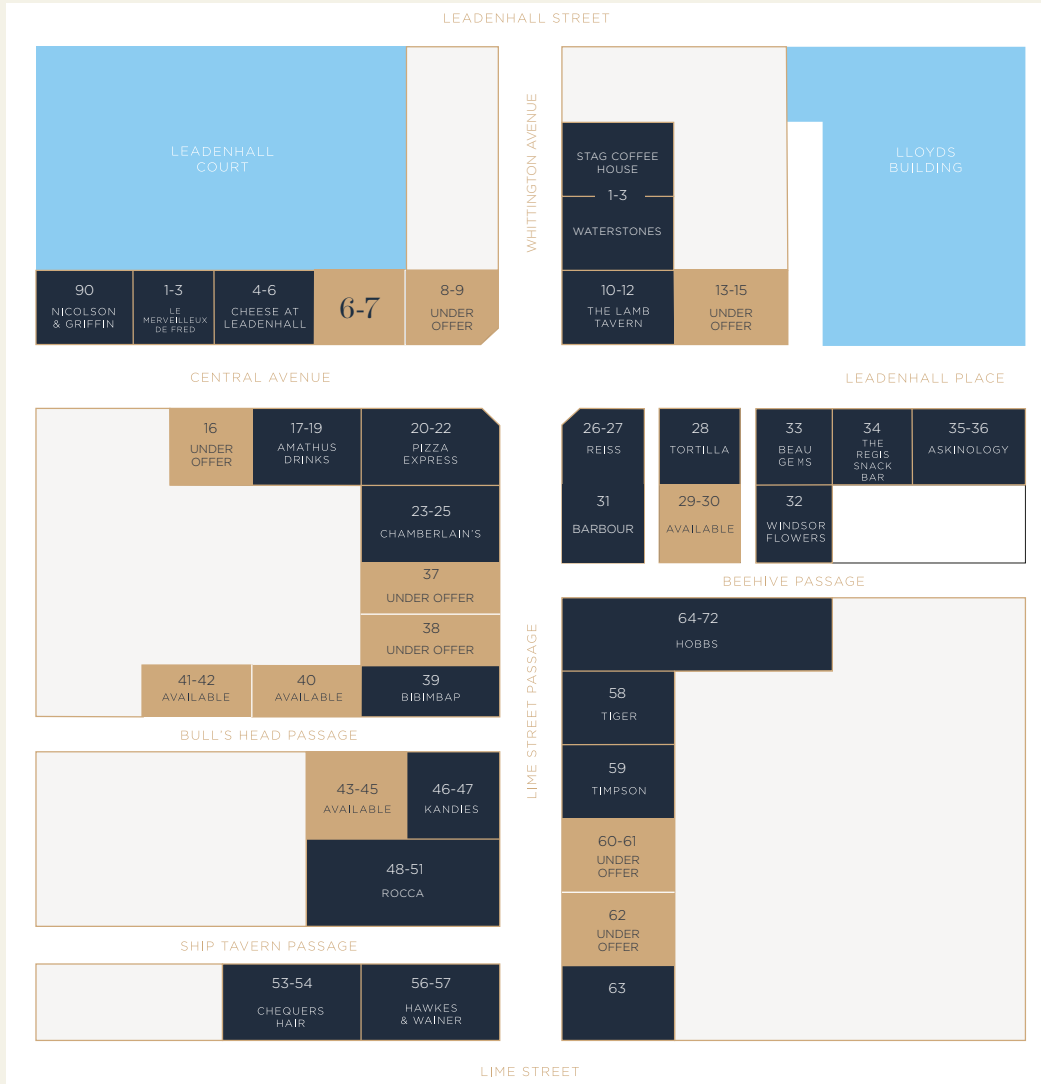 LEADENHALL STREET
LEADENHALL
COURT
WHITTINGTON AVENUE
STAG COFFEE
HOUSE
1-3
WATERSTONES
LLOYDS
BUILDING
90
NICOLSON
& GRIFFIN
1-3
LE
MERVEILLEUX
DE FRED
4-6
CHEESE AT
LEADENHALL
6-7
8-9
UNDER
OFFER
10-12
THE LAMB
TAVERN
13-15
UNDER
OFFER
CENTRAL AVENUE
LEADENHALL PLACE
16
UNDER
OFFER
17-19
AMATHUS
DRINKS
20-22
PIZZA
EXPRESS
23-25
CHAMBERLAIN'S
37
UNDER OFFER
38
UNDER OFFER
41-42
AVAILABLE
40
AVAILABLE
39
BIBIMBAP
26-27
REISS
28
TORTILLA
33
BEAU
GEMS
34
THE
REGIS
SNACK
BAR
35-36
ASKINOLOGY
31
BARBOUR
29-30
AVAILABLE
32
WINDSOR
FLOWERS
BEEHIVE PASSAGE
BULL'S HEAD PASSAGE
LIME STREET PASSAGE
64-72
HOBBS
58
TIGER
59
TIMPSON
60-61
UNDER
OFFER
62
UNDER
OFFER
63
43-45
AVAILABLE
46-47
KANDIES
48-51
ROCCA
SHIP TAVERN PASSAGE
53-54
CHEQUERS
HAIR
56-57
HAWKES
& WAINER
LIME STREET